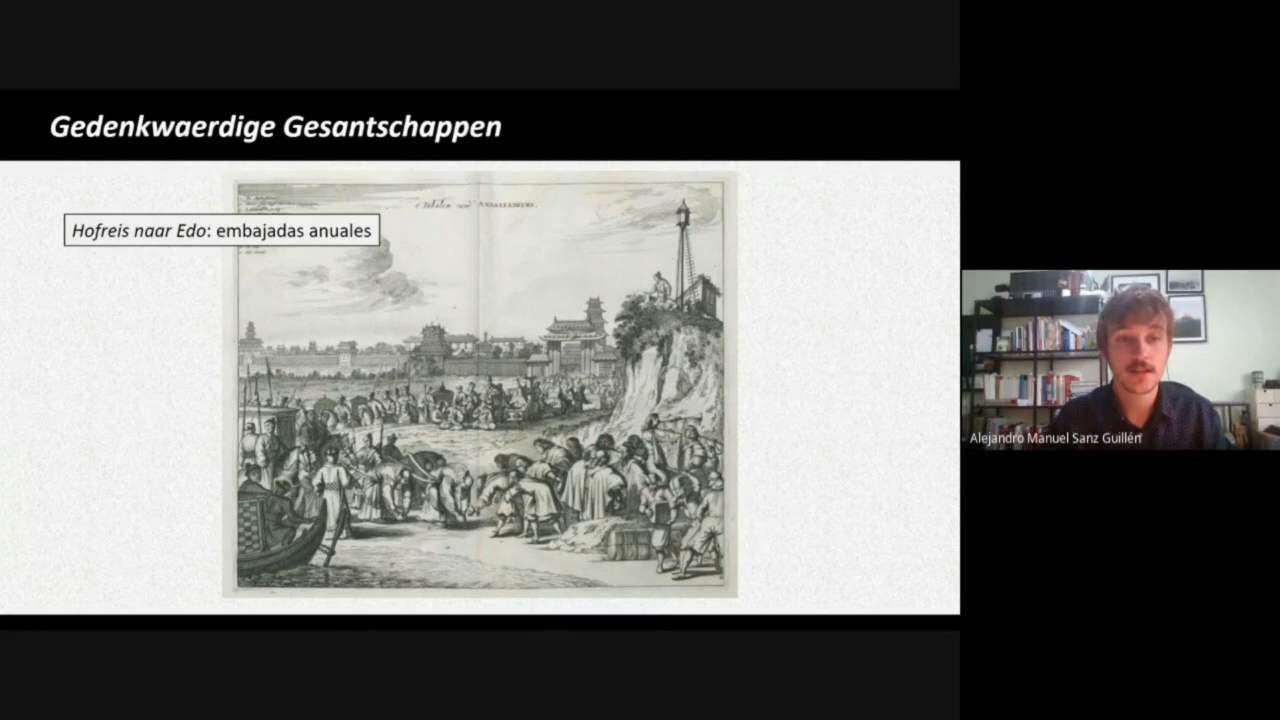 Gedenkwaerdige Gesantschappen
Hofreis naar Edo: embajadas anuales
Alejandro Manuel Sanz Guillén